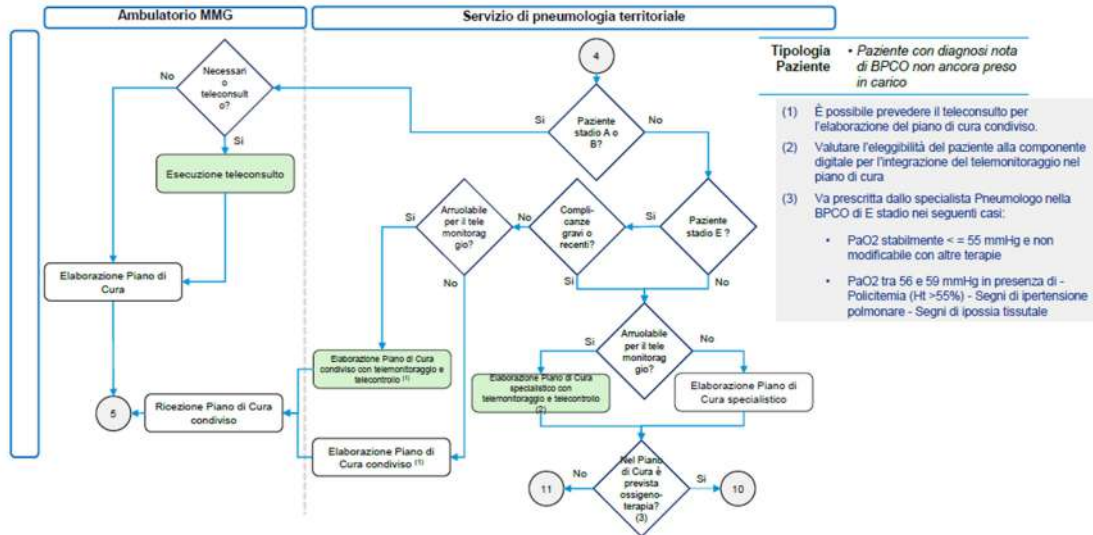 Ambulatorio MMG
Servizio di pneumologia territoriale
4
Tipologia
Paziente
• Paziente con diagnosi nota
di BPCO non ancora preso
in carico
No
Necessari
o
teleconsult
o?
Si
Esecuzione teleconsulto
Si
Paziente
stadio A o
B?
No
(1) È possibile prevedere il teleconsulto per
l'elaborazione del piano di cura condiviso.
(2) Valutare l'eleggibilità del paziente alla componente
digitale per l'integrazione del telemonitoraggio nel
piano di cura
(3) Va prescritta dallo specialista Pneumologo nella
BPCO di E stadio nei seguenti casi:
• PaO2 stabilmente < = 55 mmHg e non
modificabile con altre terapie
• PaO2 tra 56 e 59 mmHg in presenza di -
Policitemia (Ht >55%) - Segni di ipertensione
polmonare - Segni di ipossia tissutale
Si
Arruolabile
per il tele
monitorag
gio?
No
No
Compli-
canze
gravi o
recenti?
Si
Si
Paziente
stadio E ?
No
Elaborazione Piano di
Cura
Si
Arruolabile
per il tele
monitorag
gio?
No
Elaborazione Piano di Cura
condiviso con telemonitoraggio e
telecontrollo (1)
Elaborazione Piano di Cura
specialistico con
telemonitoraggio e telecontrollo
(2)
Elaborazione Piano di
Cura specialistico
5
Ricezione Piano di Cura
condiviso
Elaborazione Piano di
Cura condiviso (1)
11
No
Nel Piano
di Cura è
prevista
ossigeno-
terapia?
(3)
Si
10